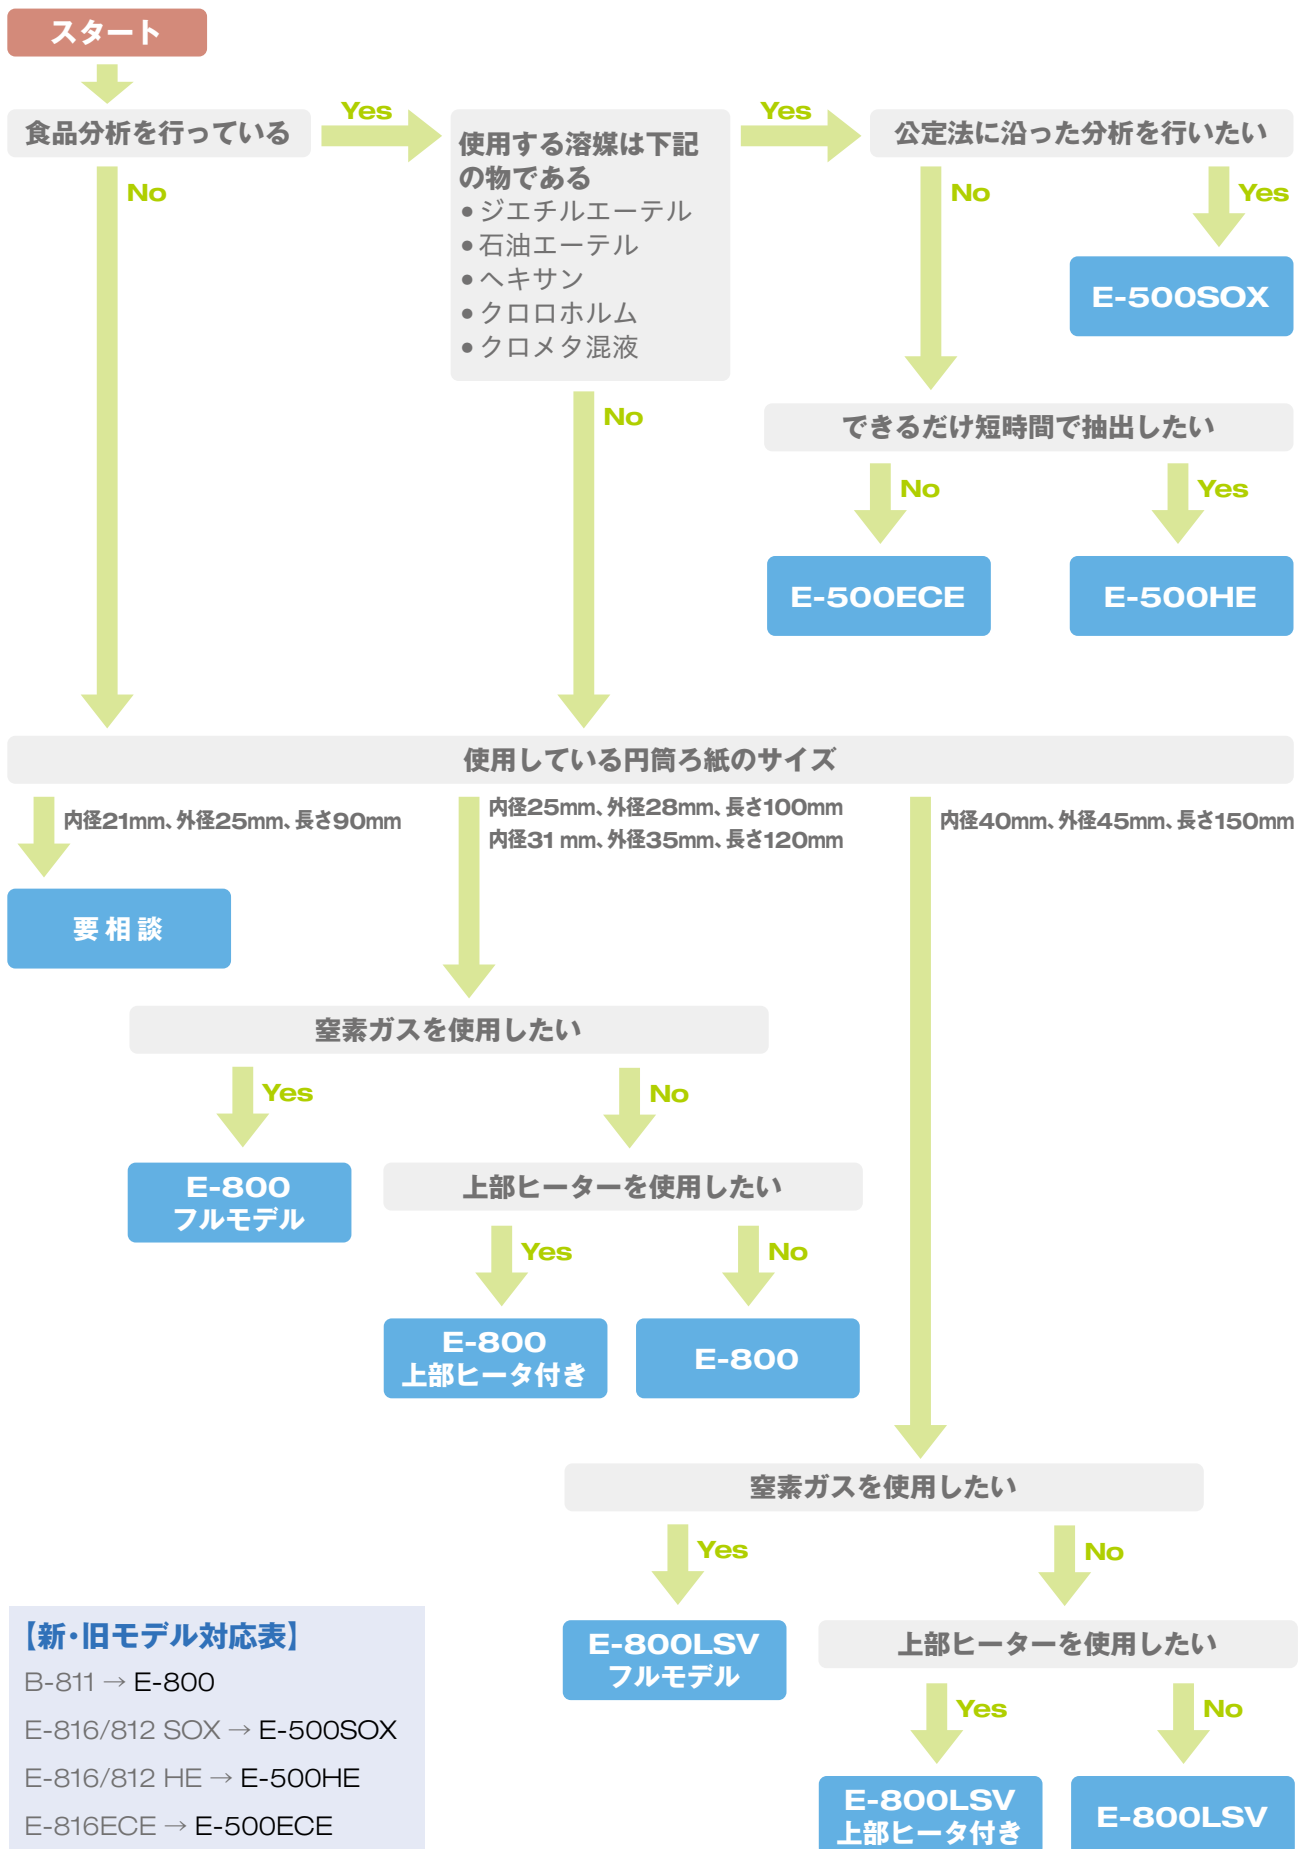 スタート
食品分析を行っている
Yes
使用する溶媒は下記
の物である
•ジエチルエーテル
•石油エーテル
•ヘキサン
•クロロホルム
•クロメタ混液
Yes
公定法に沿った分析を行いたい
No
No
Yes
E-500SOX
No
できるだけ短時間で抽出したい
No
Yes
E-500ECE
E-500HE
使用している円筒ろ紙のサイズ
内径21mm、外径25mm、長さ90mm
内径25mm、外径28mm、長さ100mm
内径31 mm、外径35mm、長さ120mm
内径40mm、外径45mm、長さ150mm
要相談
窒素ガスを使用したい
Yes
No
E-800
フルモデル
上部ヒーターを使用したい
Yes
No
E-800
上部ヒータ付き
E-800
窒素ガスを使用したい
Yes
No
E-800LSV
フルモデル
上部ヒーターを使用したい
Yes
No
E-800LSV
上部ヒータ付き
E-800LSV
【新・旧モデル対応表】
B-811 → E-800
E-816/812 SOX → E-500SOX
E-816/812 HE → E-500HE
E-816ECE → E-500ECE